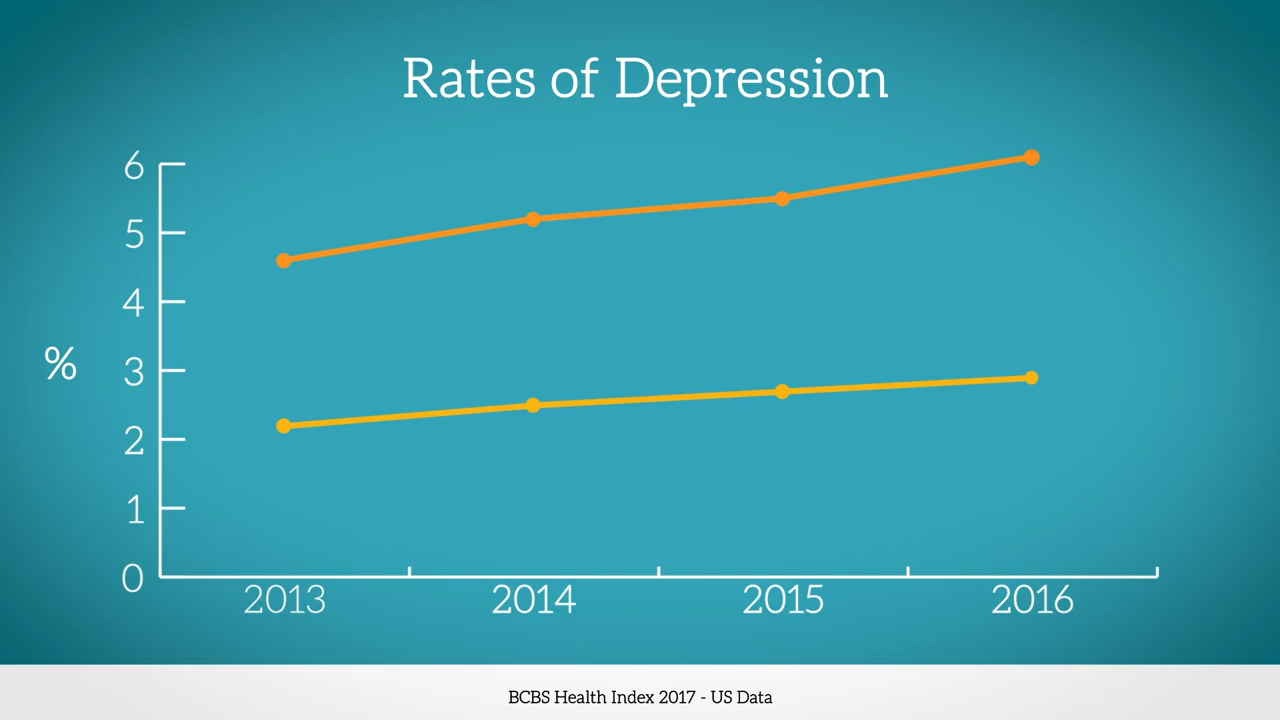 Rates of Depression
6
5
4
%
3
2
1
0
2013 2014 2015 2016
BCBS Health Index 2017 - US Data